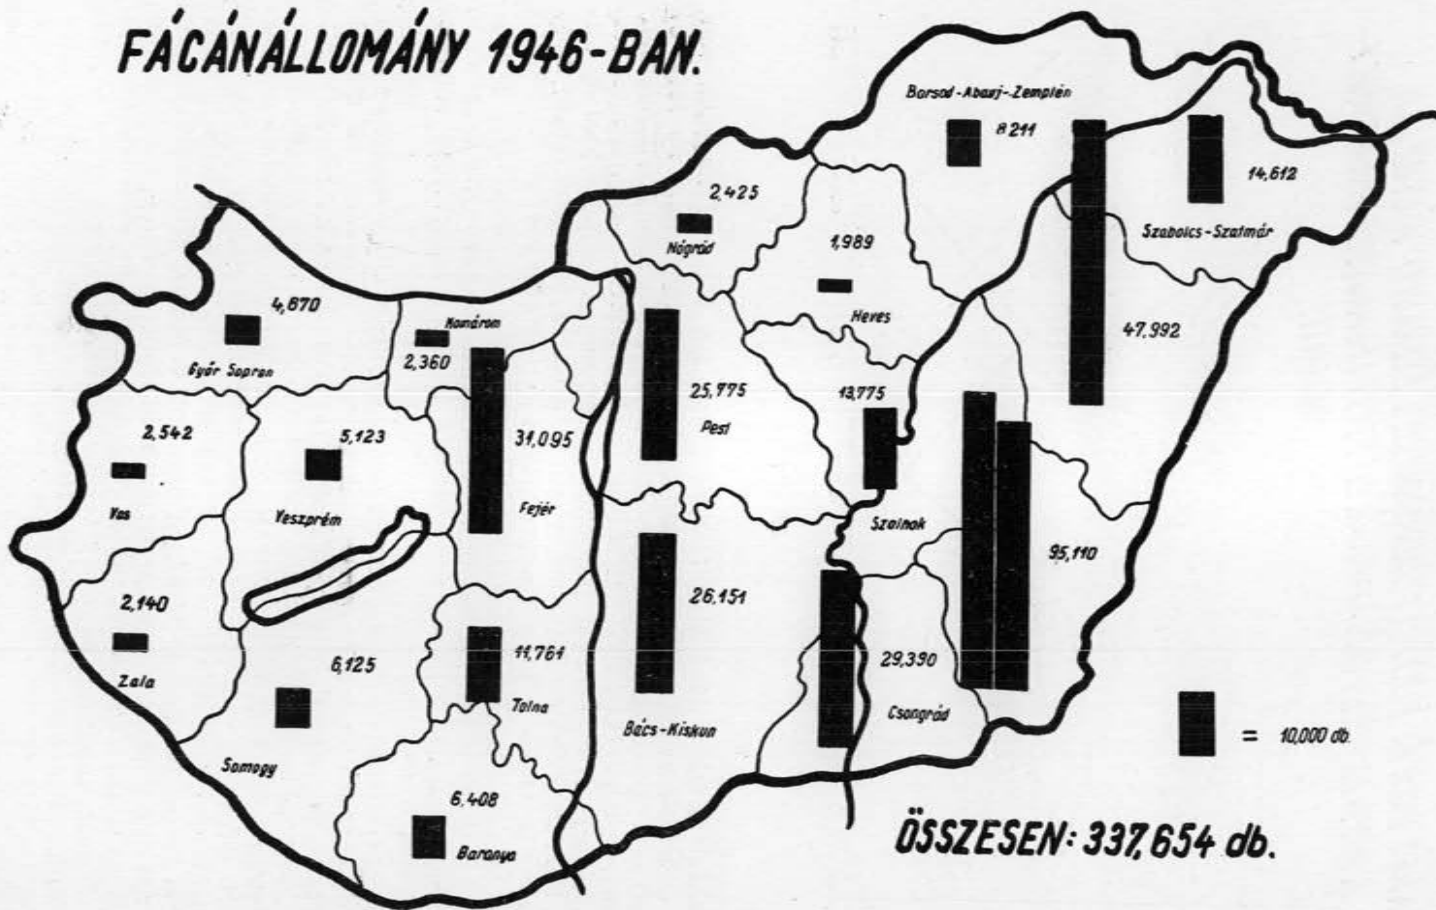 FÁCÁNÁLLOMÁNY 1946-BAN.
Borsod-Abauj-Zemplén
8211
14,612
Szabolcs-Szatmár
2,425
Nógrád
1,989
Heves
4,670
Győr Sopron
Komárom
2,360
47,992
25,775
Pest
13,775
2,542
Vas
5,123
Veszprém
31,095
Fejér
Szolnok
95,110
2,140
Zala
26,151
Bács-Kiskun
6,125
Somogy
11,761
Tolna
29,390
Csongrád
= 10,000 db.
6,408
Baranya
ÖSSZESEN: 337,654 db.